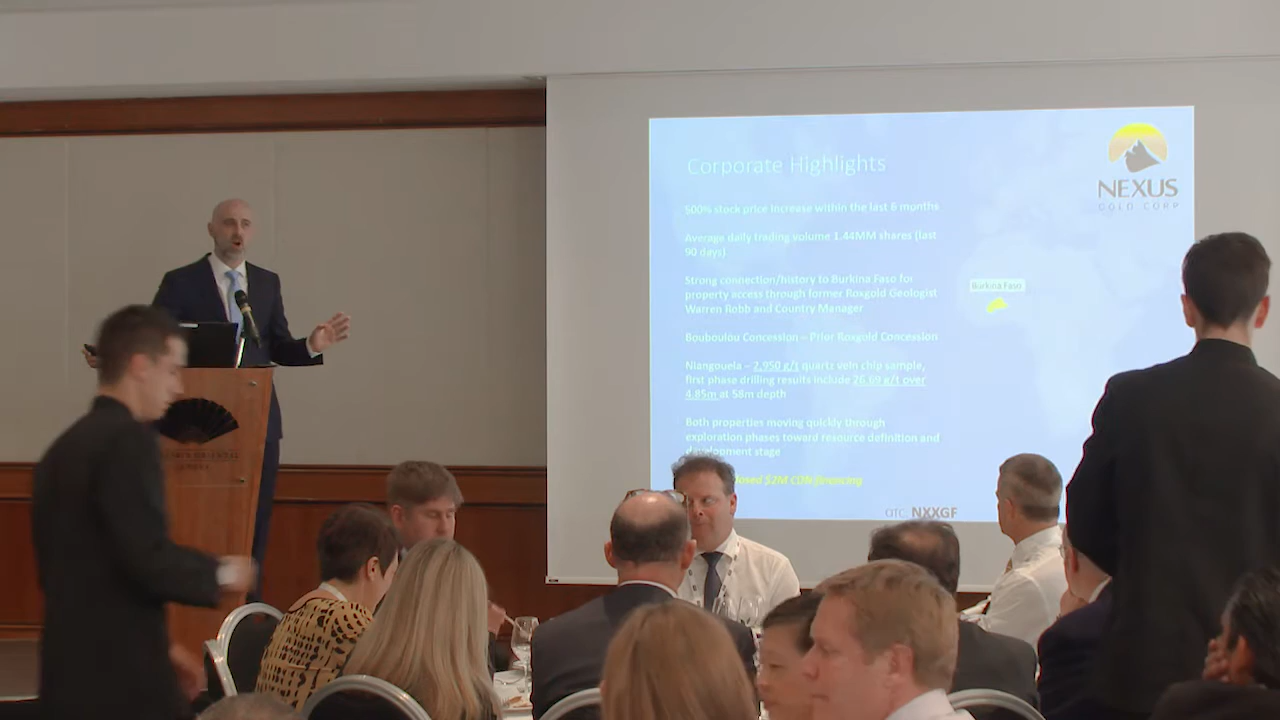 Corporate Highlights
NEXUS
GOLD CORP
500% stock price increase within the last 6 months
Average daily trading volume 1.44MM shares (last
90 days)
Strong connection/history to Burkina Faso for
property access through former Roxgold Geologist
Warren Robb and Country Manager
Burkina Faso
Bouboulou Concession – Prior Roxgold Concession
Niangouela – 2,950 g/t quartz vein chip sample,
first phase drilling results include 26.69 g/t over
4.85m at 58m depth
Both properties moving quickly through
exploration phases toward resource definition and
development stage
$2M CDN financing
OTC: NXXGF